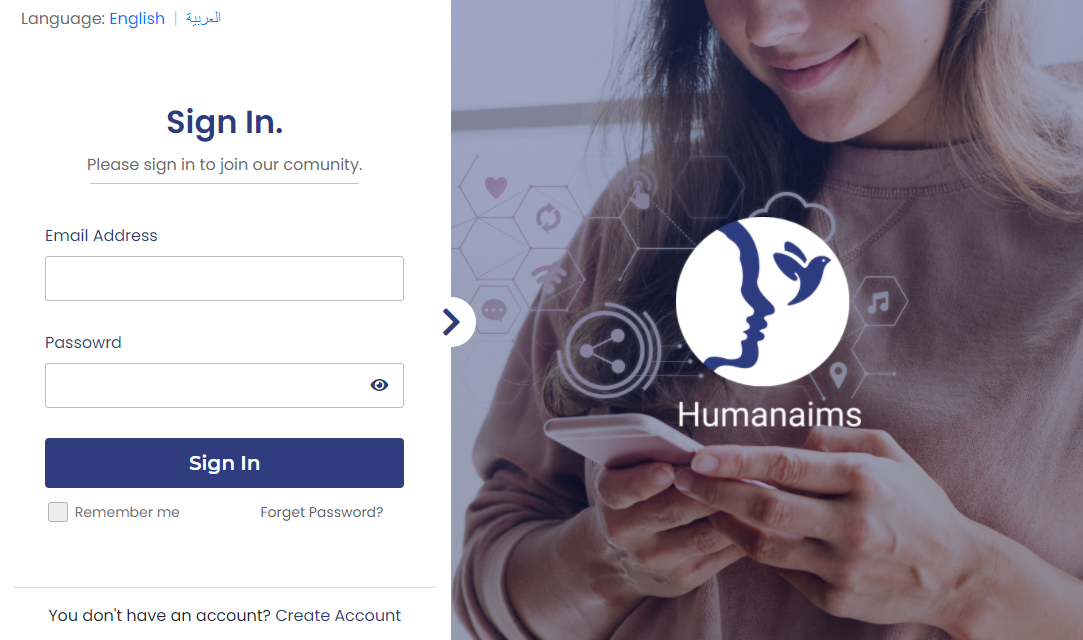 Language: English | العربية
Sign In.
Please sign in to join our comunity.
Email Address
Passowrd
Sign In
Remember me Forget Password?
You don't have an account? Create Account
Humanaims